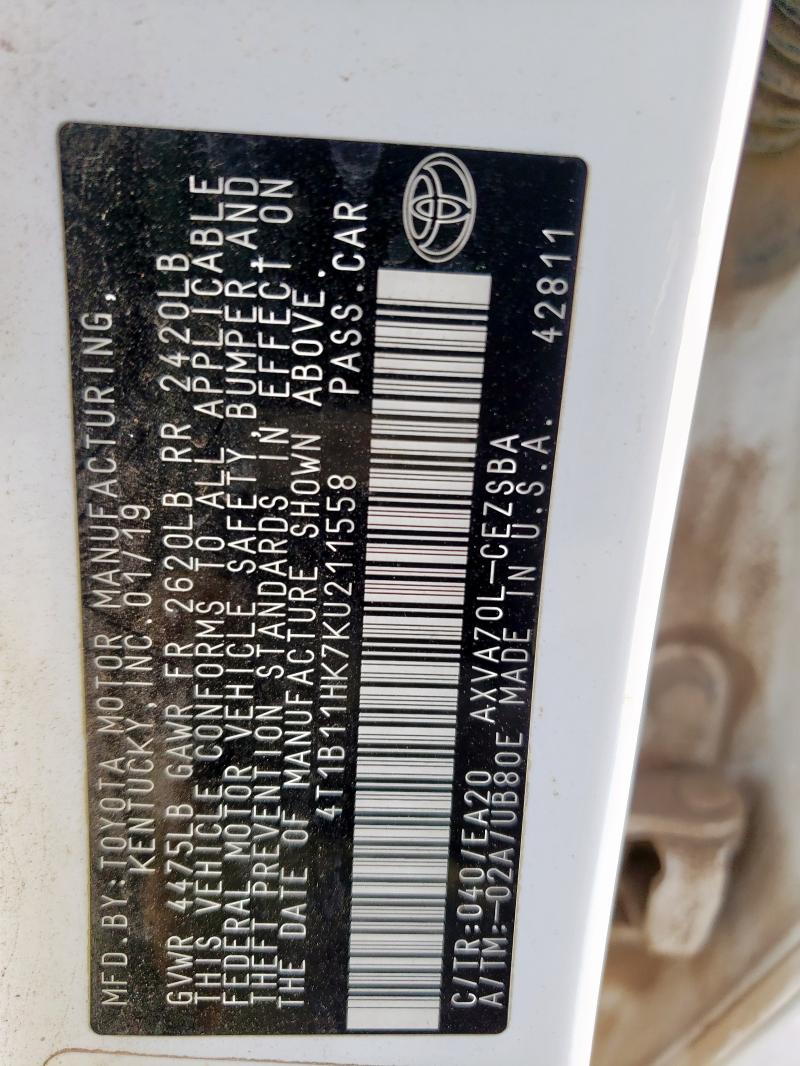 MFD.BY:TOYOTA MOTOR MANUFACTURING,
KENTUCKY, INC.01/19
GVWR 4475LB GAWR FR 2620LB RR 2420LB
THIS VEHICLE CONFORMS TO ALL APPLICABLE
FEDERAL MOTOR VEHICLE SAFETY, BUMPER AND
THEFT PREVENTION STANDARDS IN EFFECT ON
THE DATE OF MANUFACTURE SHOWN ABOVE.
4T1B11HK7KU211558 PASS.CAR
C/TR:040/EA20 AXVA70L-CEZSBA
A/TM:-02A/UB80E MADE IN U.S.A. 42811